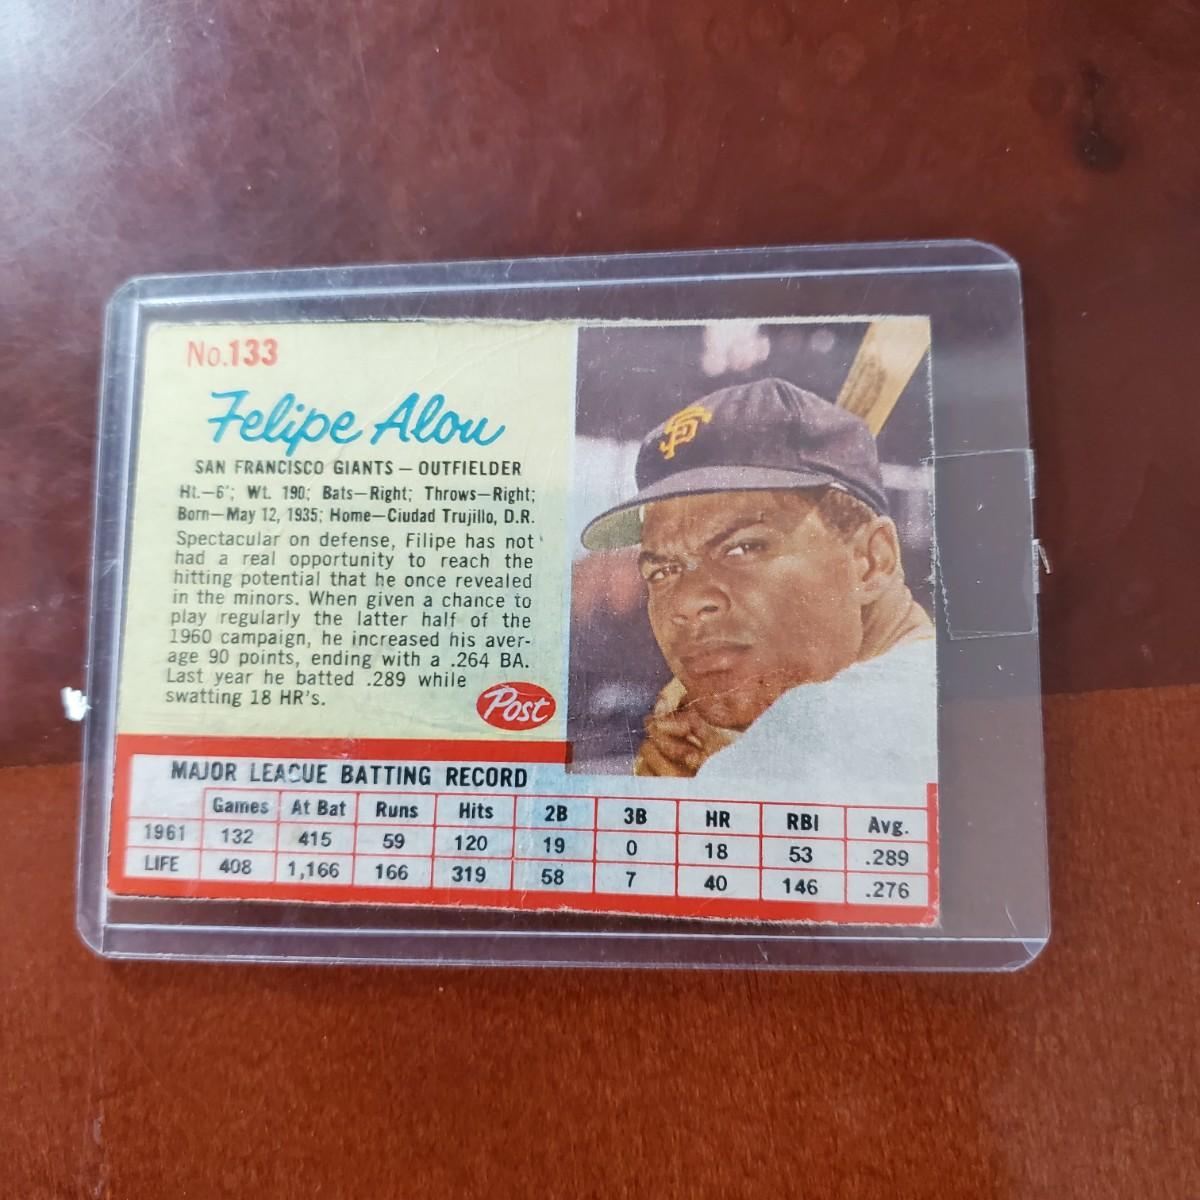 No.133
Felipe Alou
SAN FRANCISCO GIANTS – OUTFIELDER
Ht.–6'; Wt. 190; Bats–Right; Throws–Right;
Born–May 12, 1935; Home–Ciudad Trujillo, D.R.
Spectacular on defense, Filipe has not
had a real opportunity to reach the
hitting potential that he once revealed
in the minors. When given a chance to
play regularly the latter half of the
1960 campaign, he increased his aver-
age 90 points, ending with a .264 BA.
Last year he batted .289 while
swatting 18 HR's.
Post
SF
MAJOR LEAGUE BATTING RECORD
Games At Bat Runs Hits 2B 3B HR RBI Avg.
1961 132 415 59 120 19 0 18 53 .289
LIFE 408 1,166 166 319 58 7 40 146 .276